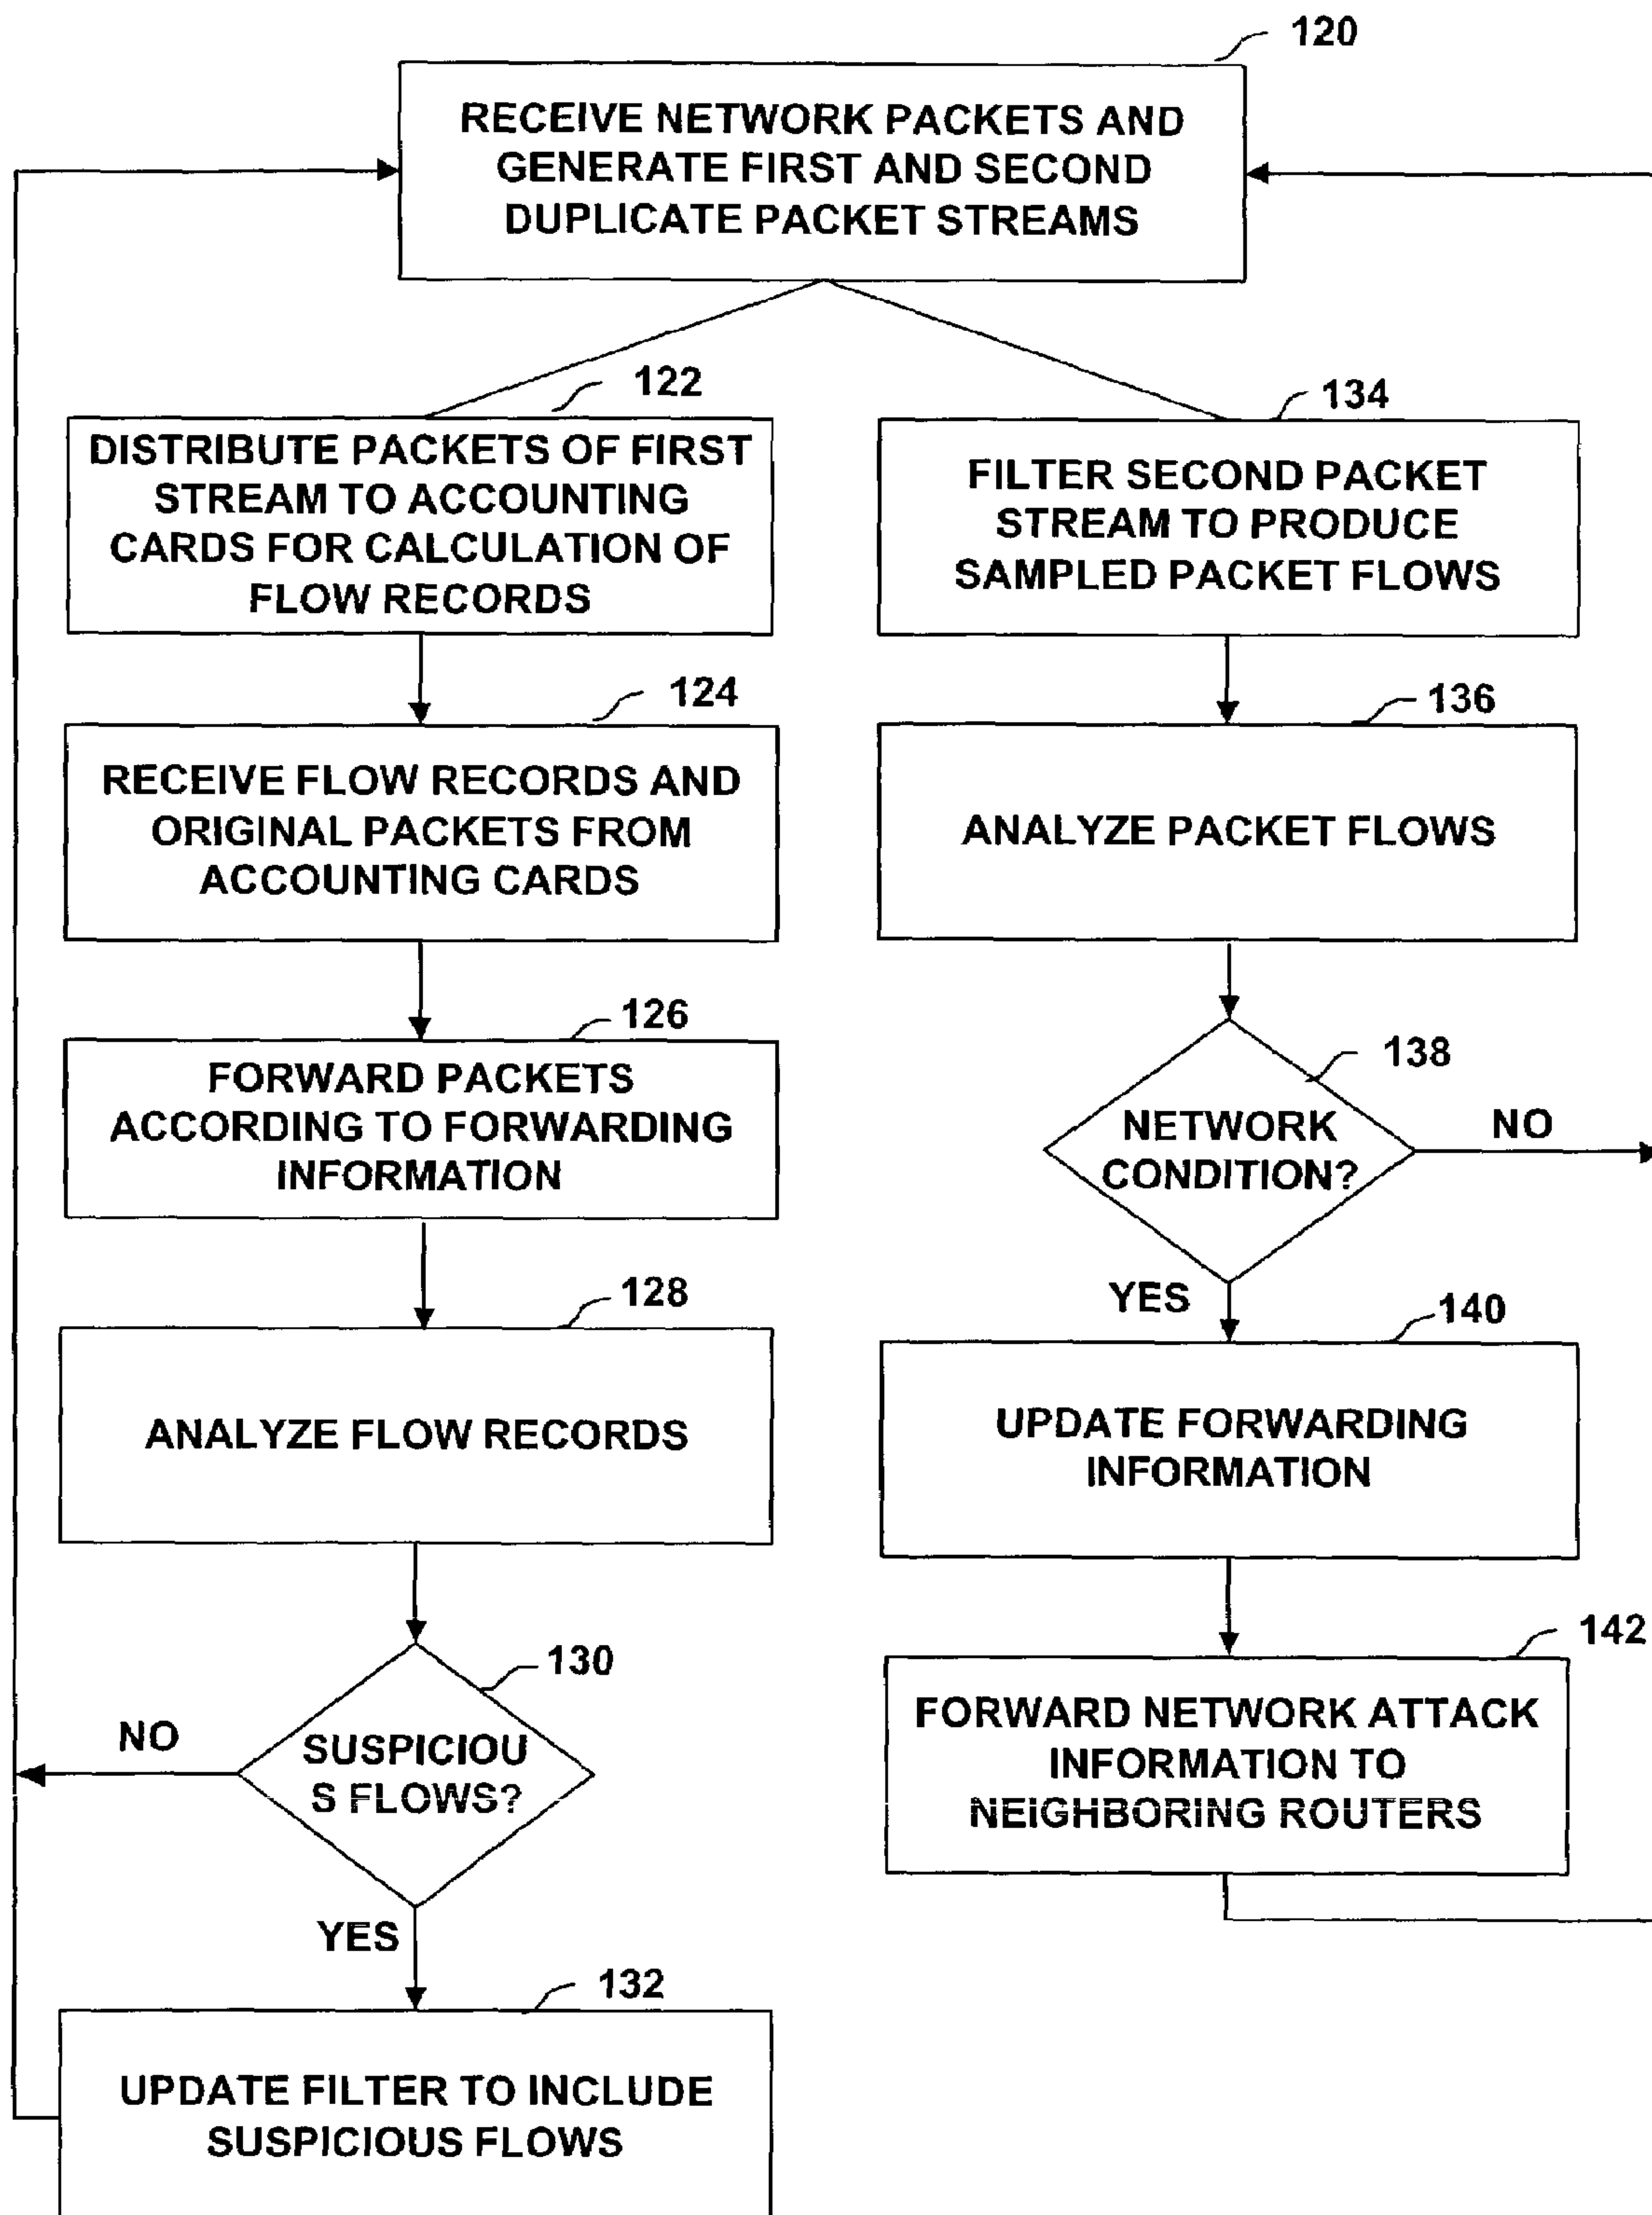 120
RECEIVE NETWORK PACKETS AND
GENERATE FIRST AND SECOND
DUPLICATE PACKET STREAMS
122
DISTRIBUTE PACKETS OF FIRST
STREAM TO ACCOUNTING
CARDS FOR CALCULATION OF
FLOW RECORDS
124
RECEIVE FLOW RECORDS AND
ORIGINAL PACKETS FROM
ACCOUNTING CARDS
126
FORWARD PACKETS
ACCORDING TO FORWARDING
INFORMATION
128
ANALYZE FLOW RECORDS
130
SUSPICIOU
S FLOWS?
NO
YES
132
UPDATE FILTER TO INCLUDE
SUSPICIOUS FLOWS
134
FILTER SECOND PACKET
STREAM TO PRODUCE
SAMPLED PACKET FLOWS
136
ANALYZE PACKET FLOWS
138
NETWORK
CONDITION?
NO
YES
140
UPDATE FORWARDING
INFORMATION
142
FORWARD NETWORK ATTACK
INFORMATION TO
NEIGHBORING ROUTERS